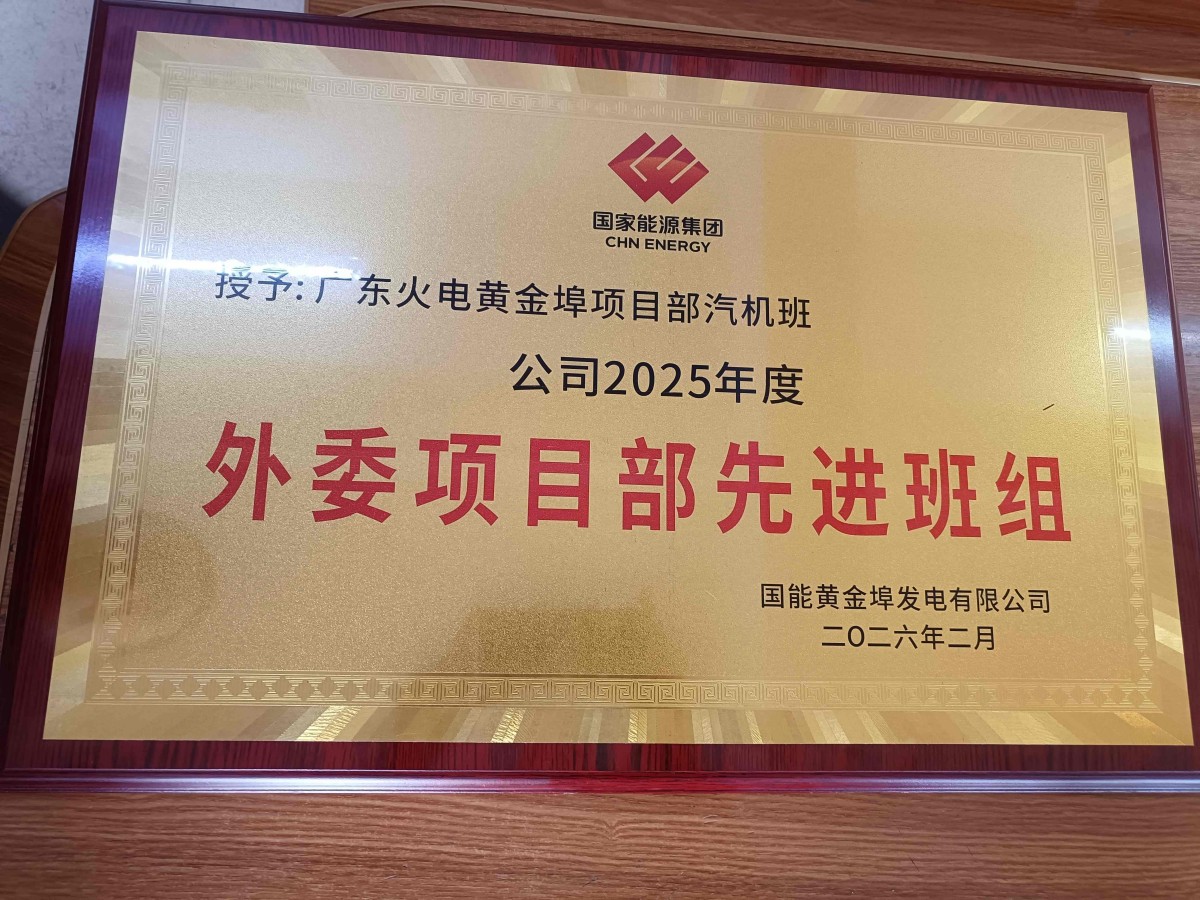 国家能源集团
CHN ENERGY
授予:广东火电黄金埠项目部汽机班
公司2025年度
外委项目部先进班组
国能黄金埠发电有限公司
二O二六年二月